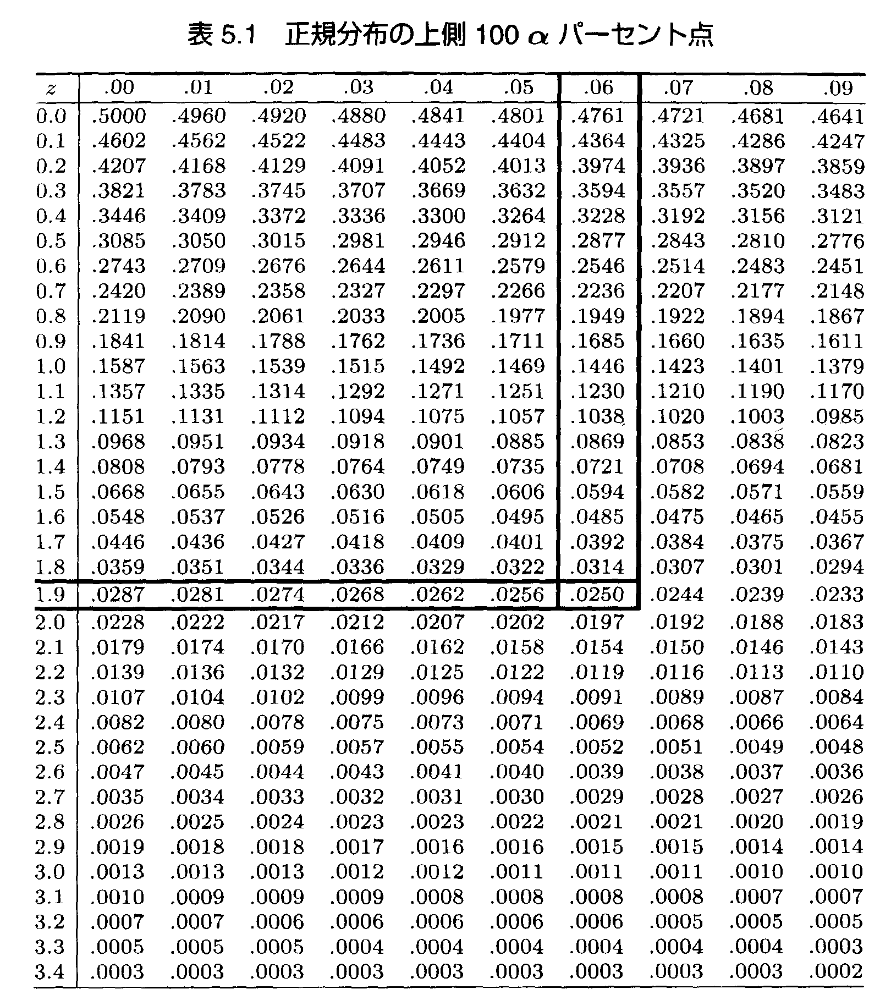 表 5.1 正規分布の上側 100 α パーセント点
z .00 .01 .02 .03 .04 .05 .06 .07 .08 .09
0.0 .5000 .4960 .4920 .4880 .4841 .4801 .4761 .4721 .4681 .4641
0.1 .4602 .4562 .4522 .4483 .4443 .4404 .4364 .4325 .4286 .4247
0.2 .4207 .4168 .4129 .4091 .4052 .4013 .3974 .3936 .3897 .3859
0.3 .3821 .3783 .3745 .3707 .3669 .3632 .3594 .3557 .3520 .3483
0.4 .3446 .3409 .3372 .3336 .3300 .3264 .3228 .3192 .3156 .3121
0.5 .3085 .3050 .3015 .2981 .2946 .2912 .2877 .2843 .2810 .2776
0.6 .2743 .2709 .2676 .2644 .2611 .2579 .2546 .2514 .2483 .2451
0.7 .2420 .2389 .2358 .2327 .2297 .2266 .2236 .2207 .2177 .2148
0.8 .2119 .2090 .2061 .2033 .2005 .1977 .1949 .1922 .1894 .1867
0.9 .1841 .1814 .1788 .1762 .1736 .1711 .1685 .1660 .1635 .1611
1.0 .1587 .1563 .1539 .1515 .1492 .1469 .1446 .1423 .1401 .1379
1.1 .1357 .1335 .1314 .1292 .1271 .1251 .1230 .1210 .1190 .1170
1.2 .1151 .1131 .1112 .1094 .1075 .1057 .1038 .1020 .1003 .0985
1.3 .0968 .0951 .0934 .0918 .0901 .0885 .0869 .0853 .0838 .0823
1.4 .0808 .0793 .0778 .0764 .0749 .0735 .0721 .0708 .0694 .0681
1.5 .0668 .0655 .0643 .0630 .0618 .0606 .0594 .0582 .0571 .0559
1.6 .0548 .0537 .0526 .0516 .0505 .0495 .0485 .0475 .0465 .0455
1.7 .0446 .0436 .0427 .0418 .0409 .0401 .0392 .0384 .0375 .0367
1.8 .0359 .0351 .0344 .0336 .0329 .0322 .0314 .0307 .0301 .0294
1.9 .0287 .0281 .0274 .0268 .0262 .0256 .0250 .0244 .0239 .0233
2.0 .0228 .0222 .0217 .0212 .0207 .0202 .0197 .0192 .0188 .0183
2.1 .0179 .0174 .0170 .0166 .0162 .0158 .0154 .0150 .0146 .0143
2.2 .0139 .0136 .0132 .0129 .0125 .0122 .0119 .0116 .0113 .0110
2.3 .0107 .0104 .0102 .0099 .0096 .0094 .0091 .0089 .0087 .0084
2.4 .0082 .0080 .0078 .0075 .0073 .0071 .0069 .0068 .0066 .0064
2.5 .0062 .0060 .0059 .0057 .0055 .0054 .0052 .0051 .0049 .0048
2.6 .0047 .0045 .0044 .0043 .0041 .0040 .0039 .0038 .0037 .0036
2.7 .0035 .0034 .0033 .0032 .0031 .0030 .0029 .0028 .0027 .0026
2.8 .0026 .0025 .0024 .0023 .0023 .0022 .0021 .0021 .0020 .0019
2.9 .0019 .0018 .0018 .0017 .0016 .0016 .0015 .0015 .0014 .0014
3.0 .0013 .0013 .0013 .0012 .0012 .0011 .0011 .0011 .0010 .0010
3.1 .0010 .0009 .0009 .0009 .0008 .0008 .0008 .0008 .0007 .0007
3.2 .0007 .0007 .0006 .0006 .0006 .0006 .0006 .0005 .0005 .0005
3.3 .0005 .0005 .0005 .0004 .0004 .0004 .0004 .0004 .0004 .0003
3.4 .0003 .0003 .0003 .0003 .0003 .0003 .0003 .0003 .0003 .0002